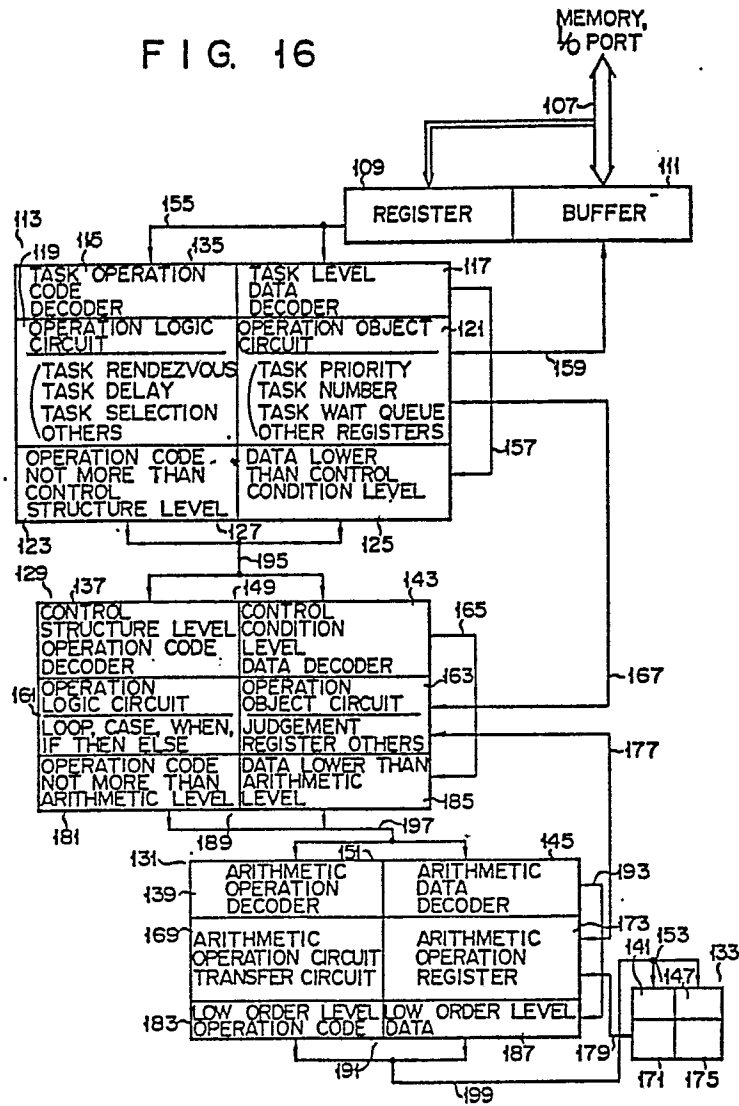 FIG. 16
MEMORY,
I/O PORT
107
109
111
REGISTER
BUFFER
155
113
115
135
119
117
TASK OPERATION
CODE
DECODER
TASK LEVEL
DATA
DECODER
OPERATION LOGIC
CIRCUIT
OPERATION OBJECT
CIRCUIT
121
159
TASK RENDEZVOUS
TASK DELAY
TASK SELECTION
OTHERS
TASK PRIORITY
TASK NUMBER
TASK WAIT QUEUE
OTHER REGISTERS
157
OPERATION CODE
NOT MORE THAN
CONTROL
STRUCTURE LEVEL
DATA LOWER
THAN CONTROL
CONDITION LEVEL
123
127
125
195
129
137
149
143
CONTROL
STRUCTURE LEVEL
OPERATION CODE
DECODER
CONTROL
CONDITION
LEVEL
DATA DECODER
165
161
OPERATION
LOGIC CIRCUIT
OPERATION
OBJECT CIRCUIT
163
167
LOOP, CASE, WHEN,
IF THEN ELSE
JUDGEMENT
REGISTER OTHERS
177
OPERATION CODE
NOT MORE THAN
ARITHMETIC LEVEL
DATA LOWER THAN
ARITHMETIC
LEVEL
185
181
189
197
131
151
145
139
ARITHMETIC
OPERATION
DECODER
ARITHMETIC
DATA
DECODER
193
169
ARITHMETIC
OPERATION CIRCUIT
TRANSFER CIRCUIT
ARITHMETIC
OPERATION
REGISTER
173
153
141
147
133
183
LOW ORDER LEVEL
OPERATION CODE
LOW ORDER LEVEL
DATA
187
179
191
171
175
199